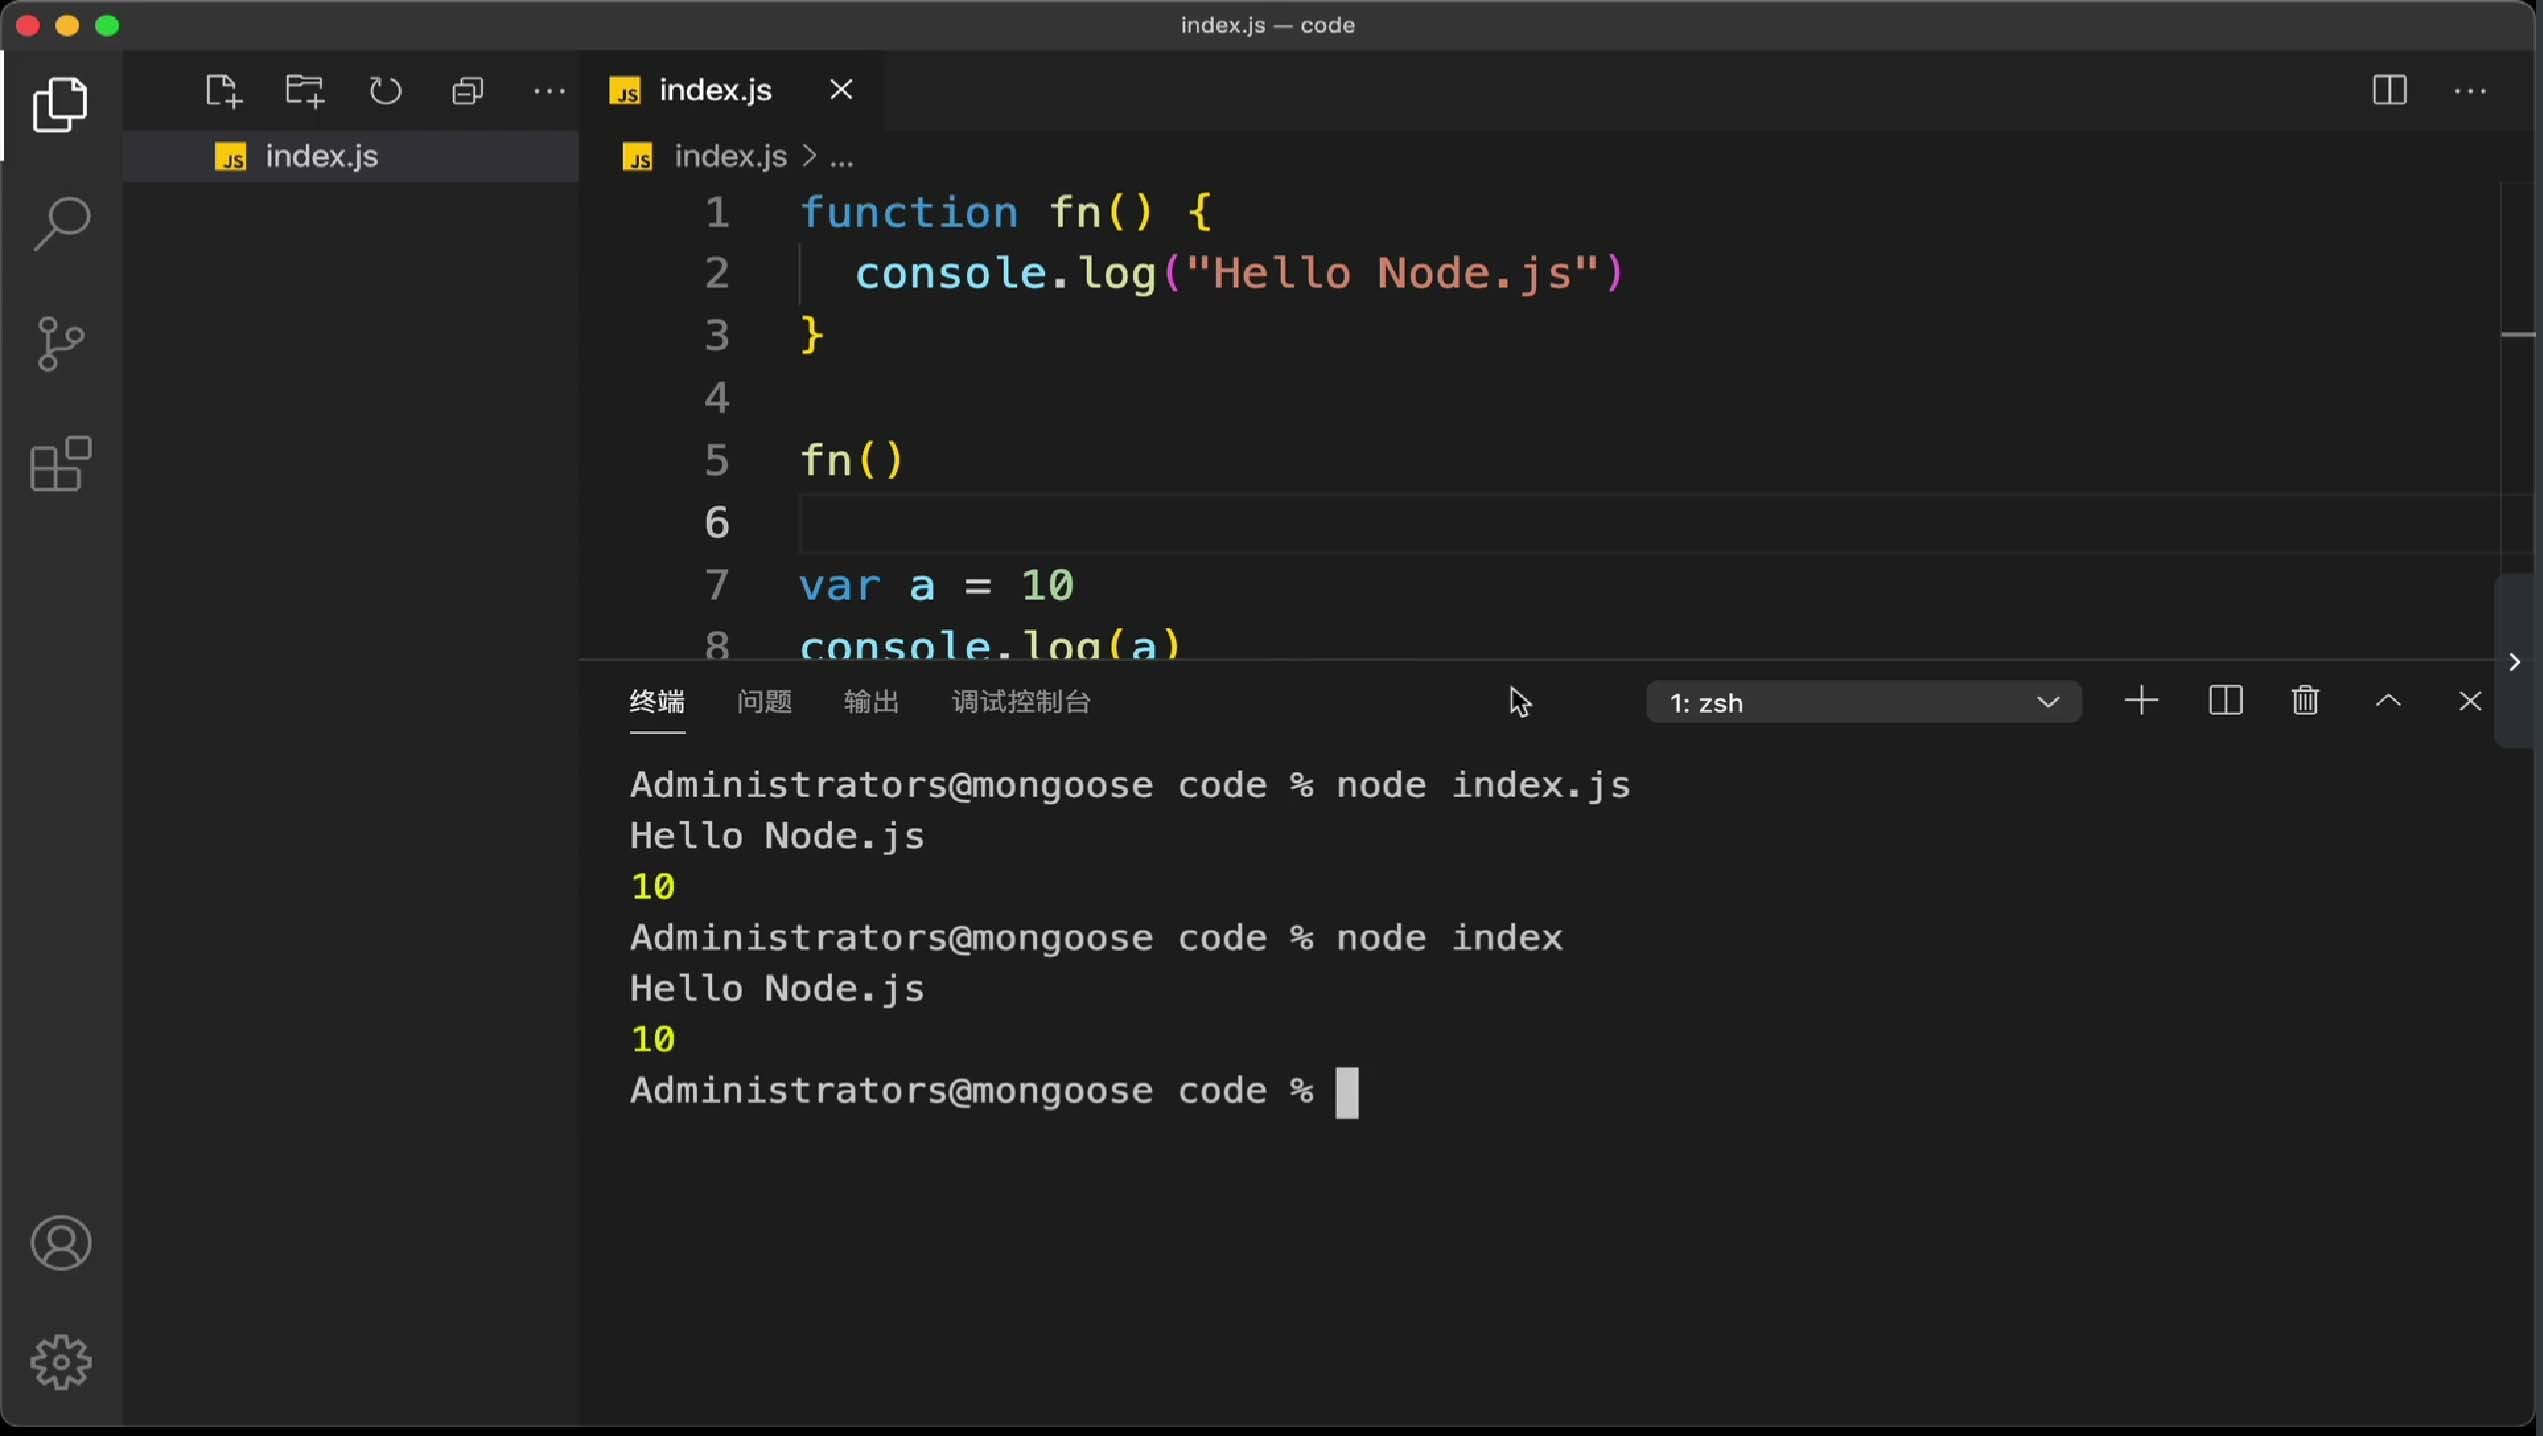 index.js — code
JS index.js
JS index.js
JS index.js > ...
1 function fn() {
2 console.log("Hello Node.js")
3 }
4
5 fn()
6
7 var a = 10
8 console.log(a)
终端 问题 输出 调试控制台 1: zsh
Administrators@mongoose code % node index.js
Hello Node.js
10
Administrators@mongoose code % node index
Hello Node.js
10
Administrators@mongoose code %